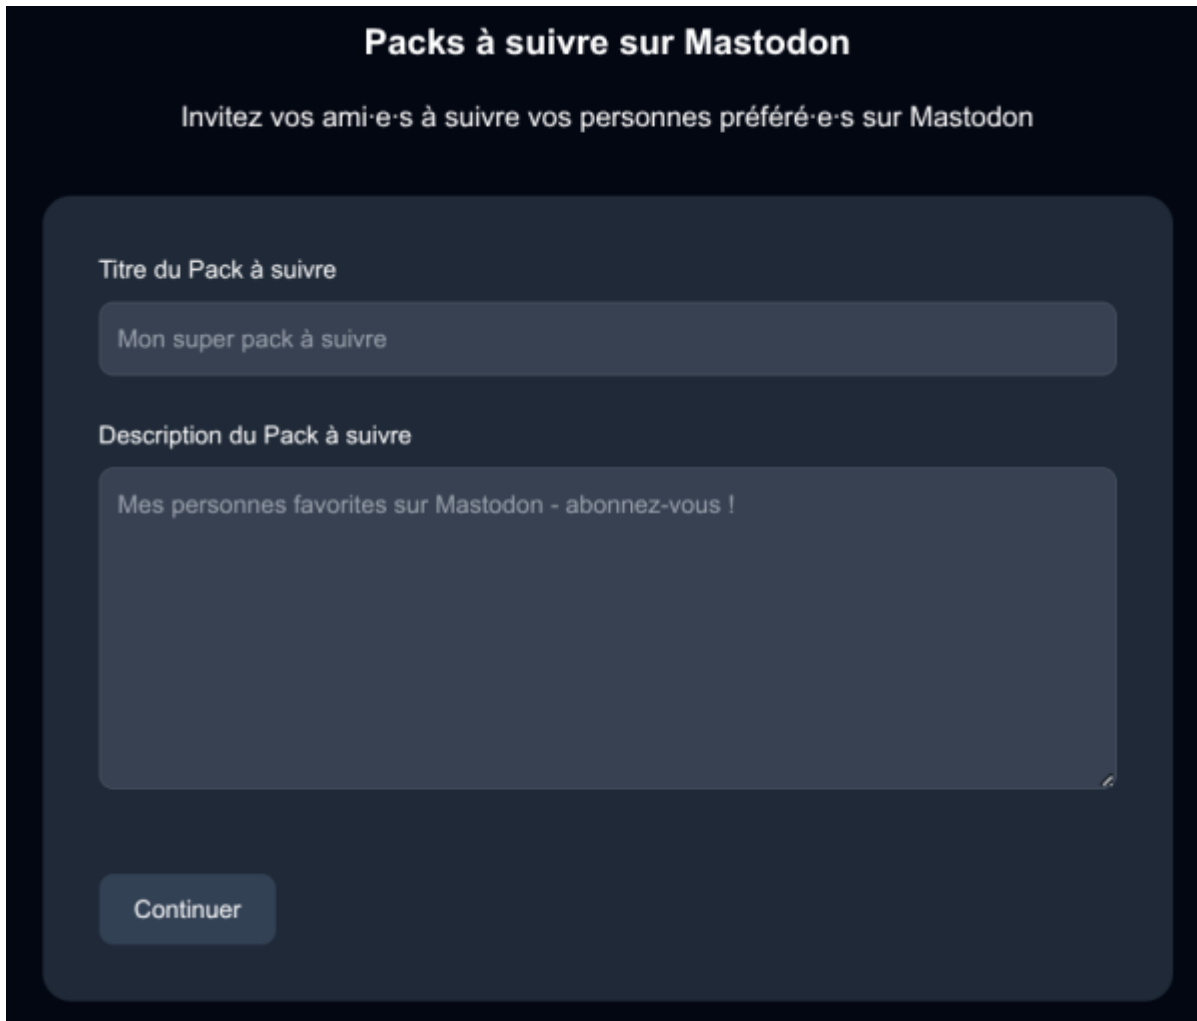 Packs à suivre sur Mastodon
Invitez vos ami·e·s à suivre vos personnes préféré·e·s sur Mastodon
Titre du Pack à suivre
Mon super pack à suivre
Description du Pack à suivre
Mes personnes favorites sur Mastodon - abonnez-vous !
Continuer